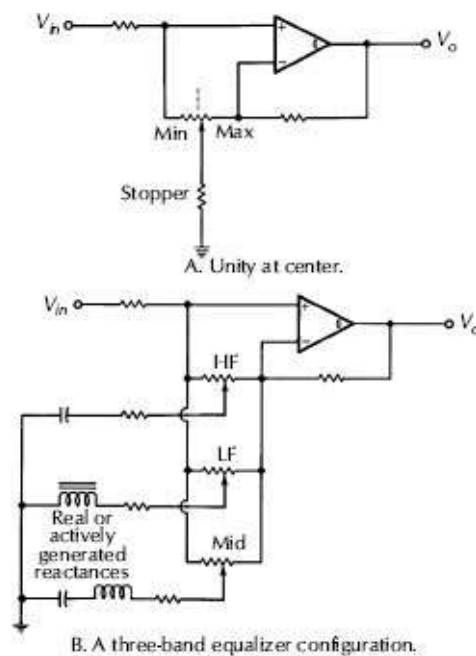 Vin
+
−
Vo
Min
Max
Stopper
A. Unity at center.
Vin
+
−
Vo
HF
LF
Real or
actively
generated
reactances
Mid
B. A three-band equalizer configuration.